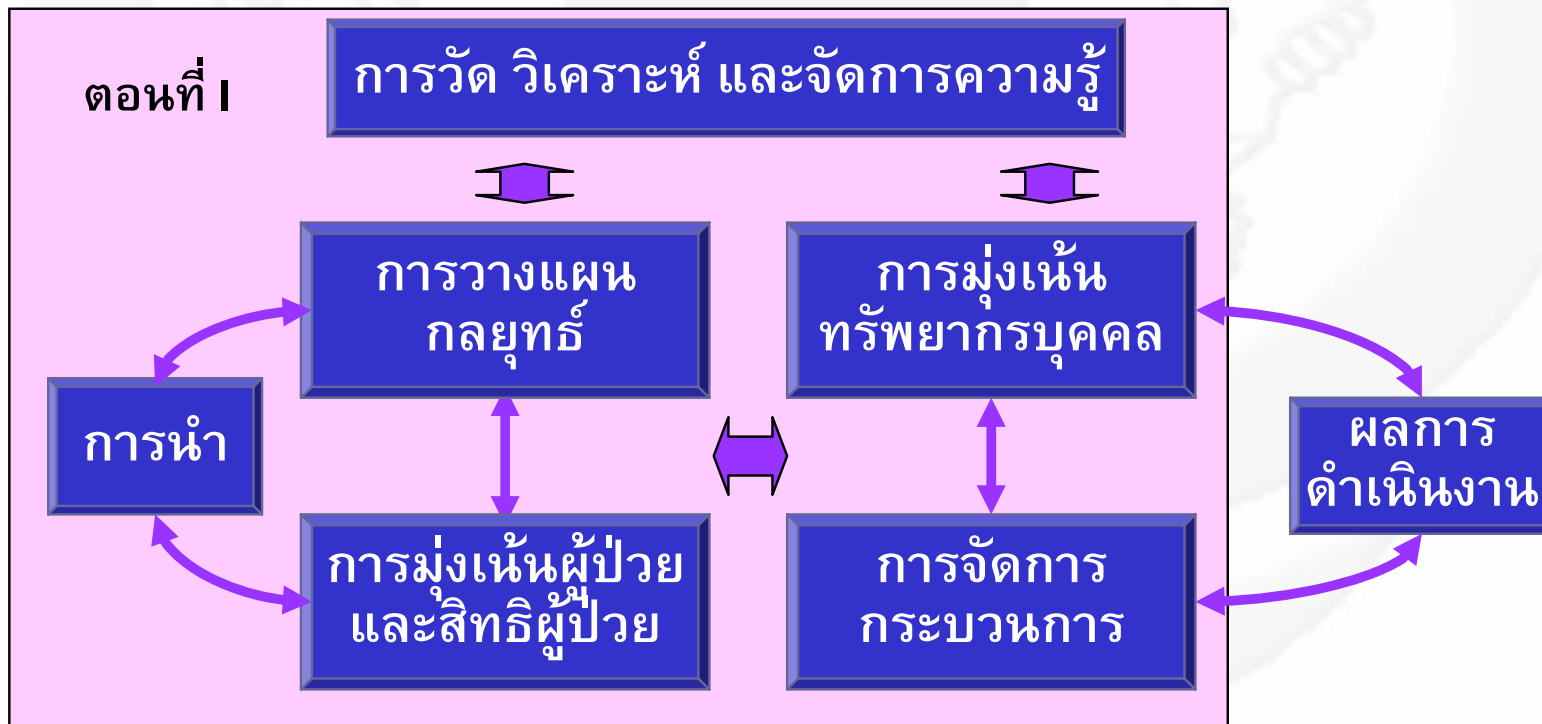 ตอนที่ I
การวัด วิเคราะห์ และจัดการความรู้
การวางแผน
กลยุทธ์
การมุ่งเน้น
ทรัพยากรบุคคล
การนำ
ผลการ
ดำเนินงาน
การมุ่งเน้นผู้ป่วย
และสิทธิผู้ป่วย
การจัดการ
กระบวนการ